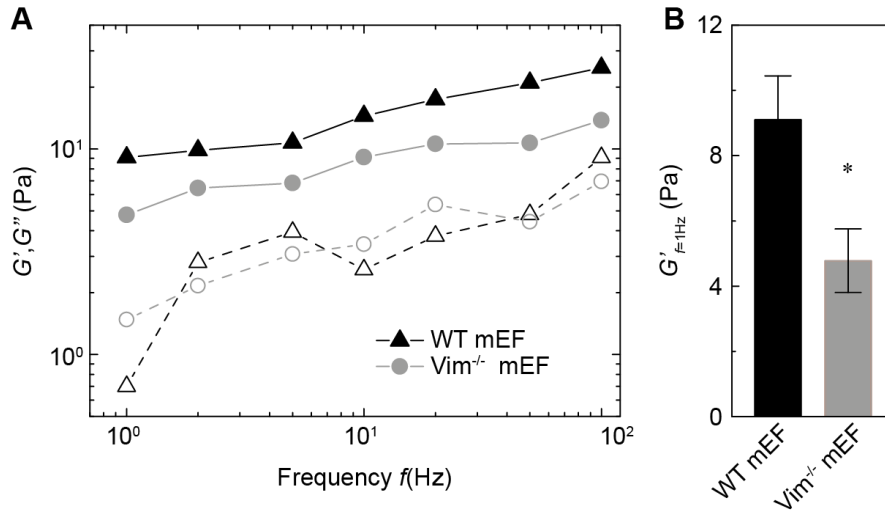 A
B
10¹
10⁰
G′,G″ (Pa)
WT mEF
Vim⁻/⁻ mEF
10⁰
10¹
10²
Frequency f(Hz)
12
8
4
0
G′f=1Hz (Pa)
*
WT mEF
Vim⁻/⁻ mEF